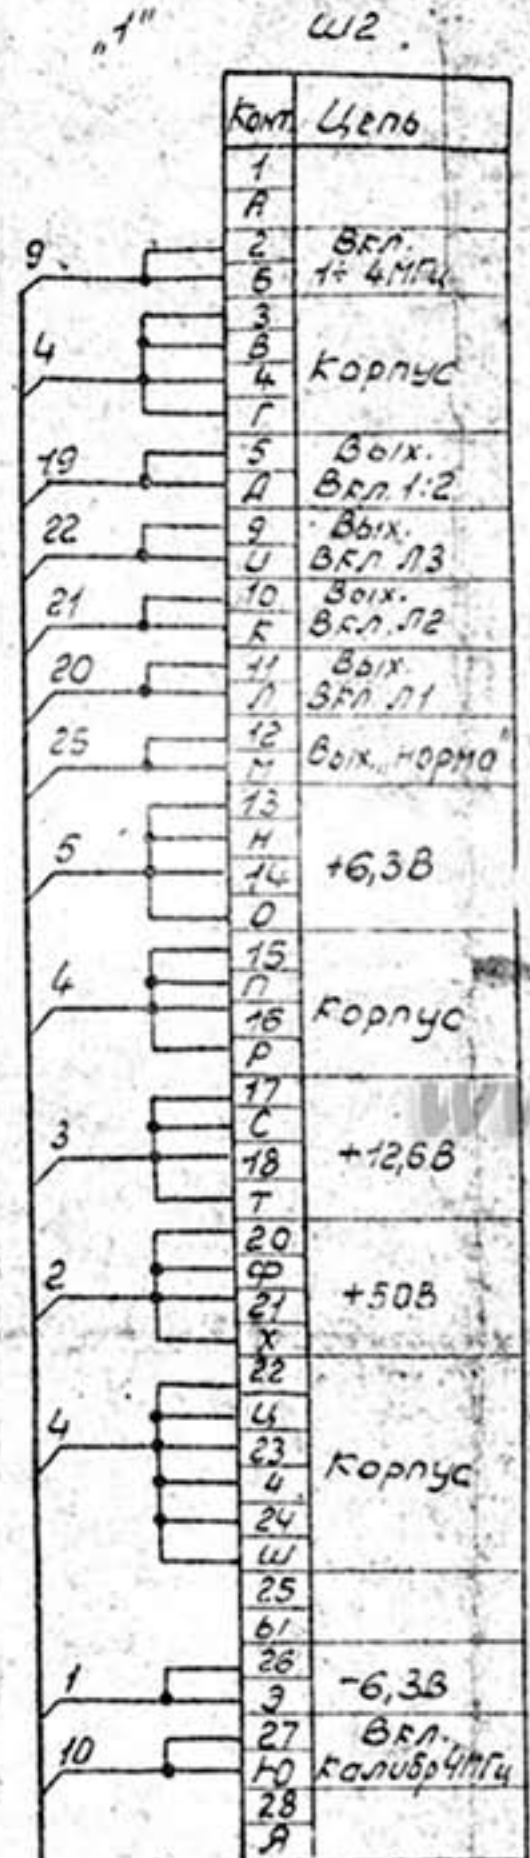 „1" Ш2.
Конт. Цепь
1
А
2 Вкл.
9
Б 1÷4МГц
3
В
4 4 Корпус
Г
5 Вых.
19
Д Вкл. 1:2
9 Вых.
22
И Вкл. Л3
10 Вых.
21
К Вкл. Л2
11 Вых.
20
Л Вкл. Л1
12
25
М Вых. „норма"
13
Н
5 14 +6,3В
О
15
П
4 16 Корпус
Р
17
С
3 18 +12,6В
Т
20
Ф
2 21 +50В
Х
22
Ц
4 23 Корпус
Ч
24
Ш
25
Ы
26
1 -6,3В
Э
27 Вкл.
10
Ю калибр 4МГц
28
Я